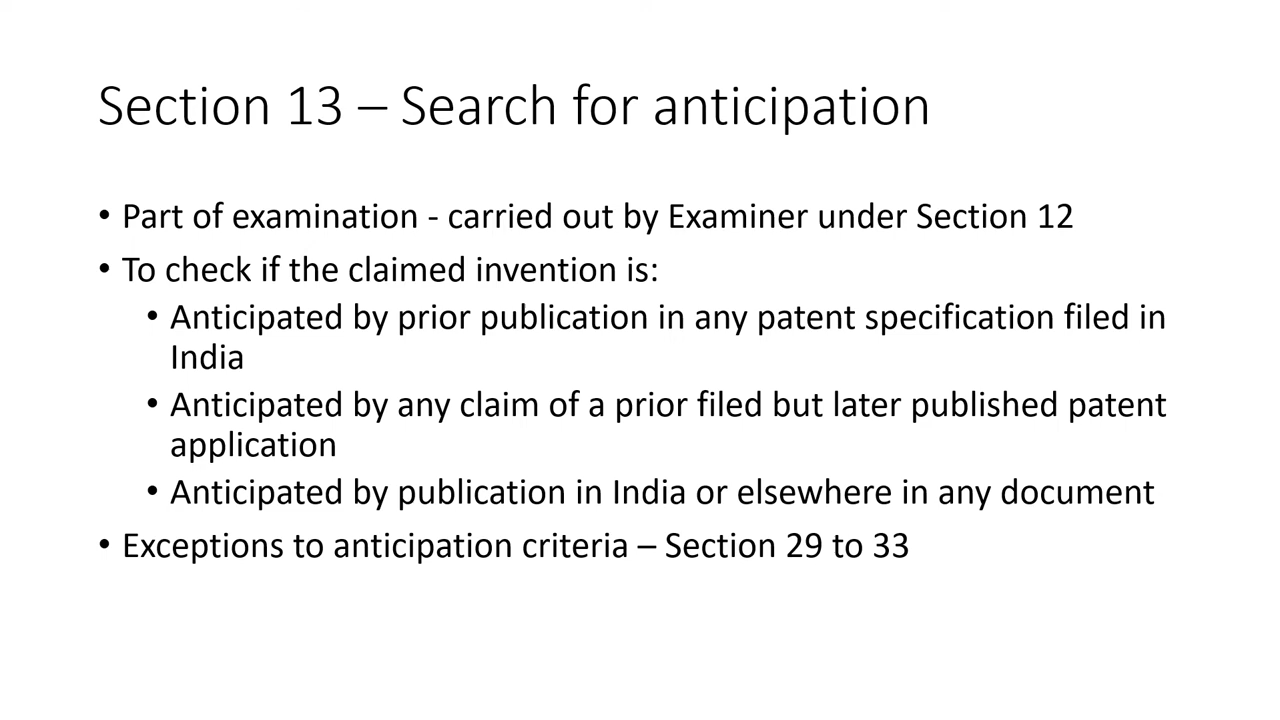 Section 13 – Search for anticipation
• Part of examination - carried out by Examiner under Section 12
• To check if the claimed invention is:
• Anticipated by prior publication in any patent specification filed in
India
• Anticipated by any claim of a prior filed but later published patent
application
• Anticipated by publication in India or elsewhere in any document
• Exceptions to anticipation criteria – Section 29 to 33